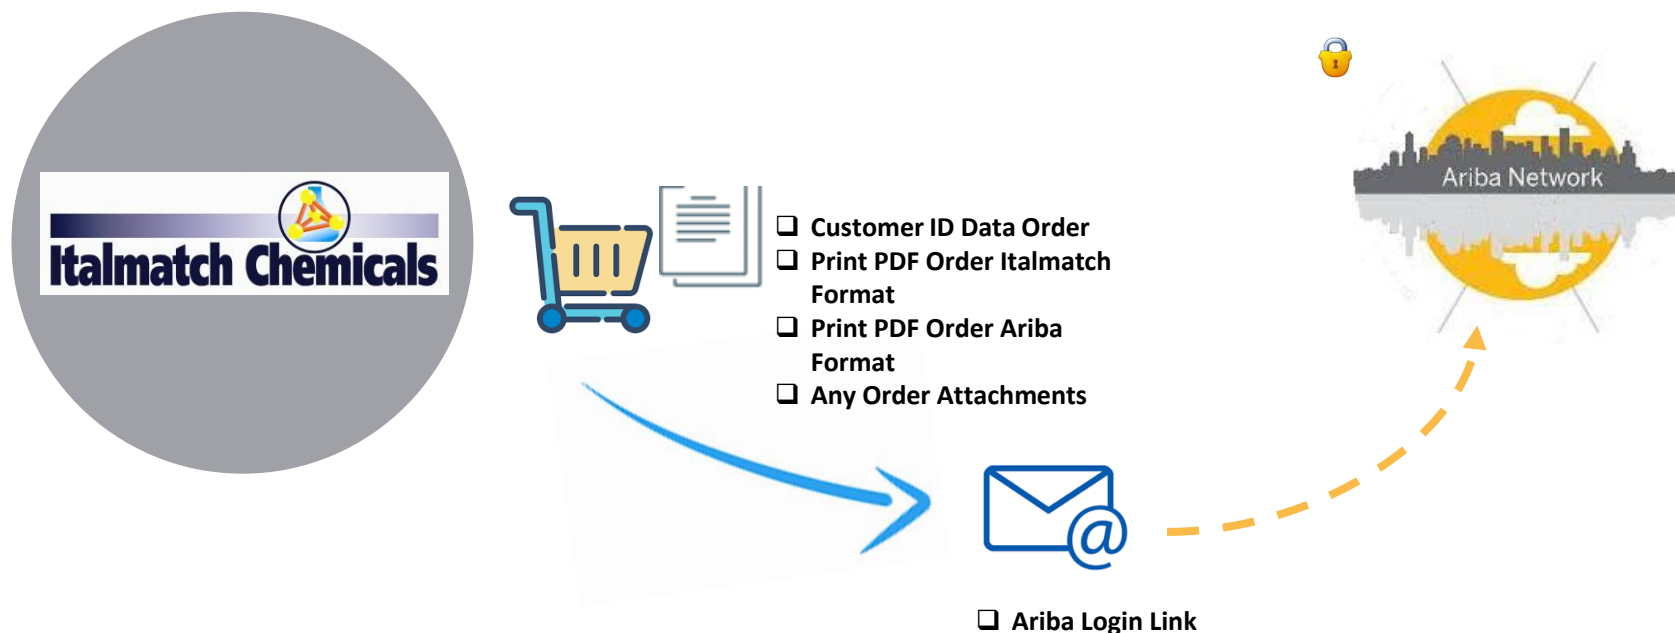 Italmatch Chemicals
❑ Customer ID Data Order
❑ Print PDF Order Italmatch
Format
❑ Print PDF Order Ariba
Format
❑ Any Order Attachments
Ariba Network
@
❑ Ariba Login Link